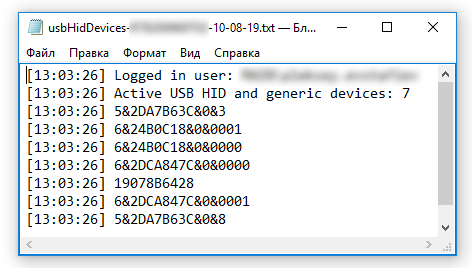 usbHidDevices- -10-08-19.txt — Бл...
Файл Правка Формат Вид Справка
[13:03:26] Logged in user:
[13:03:26] Active USB HID and generic devices: 7
[13:03:26] 5&2DA7B63C&0&3
[13:03:26] 6&24B0C18&0&0001
[13:03:26] 6&24B0C18&0&0000
[13:03:26] 6&2DCA847C&0&0000
[13:03:26] 19078B6428
[13:03:26] 6&2DCA847C&0&0001
[13:03:26] 5&2DA7B63C&0&8